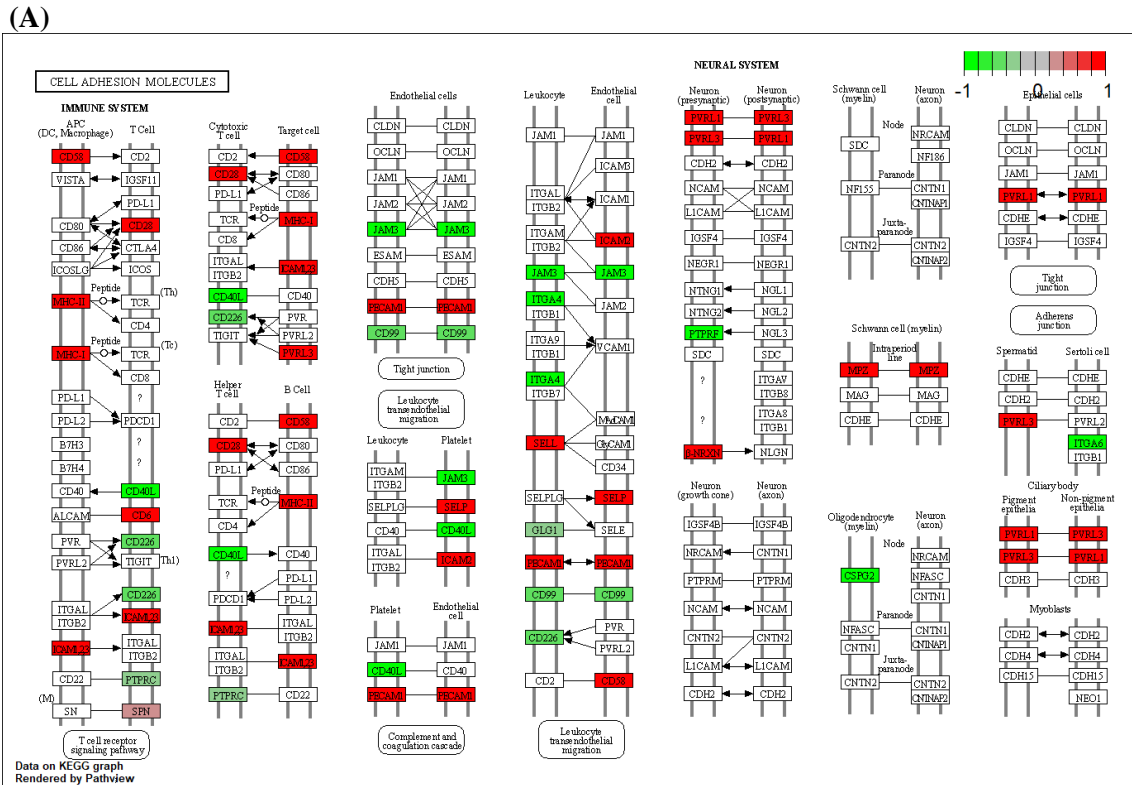 (A)
CELL ADHESION MOLECULES
IMMUNE SYSTEM
APC
(DC, Macrophage)
T Cell
CD58
CD2
VISTA
IGSF11
PD-L1
CD80
CD28
CD86
CTLA4
ICOSLG
ICOS
Peptide
MHC-II
TCR
(Th)
CD4
Peptide
MHC-I
TCR
(Tc)
CD8
PD-L1
?
PD-L2
PDCD1
B7H3
?
B7H4
?
CD40
CD40L
ALCAM
CD6
PVR
CD226
PVRL2
TIGIT
Th1)
CD226
ITGAL
ITGB2
ICAM1,2,3
ICAM1,2,3
ITGAL
ITGB2
CD22
PTPRC
(M)
SN
SPN
T cell receptor
signaling pathway
Cytotoxic
T cell
Target cell
CD2
CD58
CD28
CD80
PD-L1
CD86
Peptide
TCR
MHC-I
CD8
ITGAL
ITGB2
ICAM1,2,3
CD40L
CD40
CD226
PVR
TIGIT
PVRL2
PVRL3
Helper
T cell
B Cell
CD2
CD58
CD28
CD80
PD-L1
CD86
Peptide
TCR
MHC-II
CD4
CD40L
CD40
?
PD-L1
PDCD1
PD-L2
ICAM1,2,3
ITGAL
ITGB2
ITGAL
ITGB2
ICAM1,2,3
PTPRC
CD22
Endothelial cells
CLDN
CLDN
OCLN
OCLN
JAM1
JAM1
JAM2
JAM2
JAM3
JAM3
ESAM
ESAM
CDH5
CDH5
PECAM1
PECAM1
CD99
CD99
Tight junction
Leukocyte
transendothelial
migration
Leukocyte
Platelet
ITGAM
ITGB2
JAM3
SELPLG
SELP
CD40
CD40L
ITGAL
ITGB2
ICAM2
Platelet
Endothelial
cell
JAM1
JAM1
CD40L
CD40
PECAM1
PECAM1
Complement and
coagulation cascade
Leukocyte
Endothelial
cell
JAM1
JAM1
ICAM3
ITGAL
ITGB2
ICAM1
ITGAM
ITGB2
ICAM2
JAM3
JAM3
ITGA4
ITGB1
JAM2
ITGA9
ITGB1
VCAM1
ITGA4
ITGB7
MAdCAM1
SELL
GlyCAM1
CD34
SELPLG
SELP
GLG1
SELE
PECAM1
PECAM1
CD99
CD99
CD226
PVR
PVRL2
CD2
CD58
Leukocyte
transendothelial
migration
NEURAL SYSTEM
Neuron
(presynaptic)
Neuron
(postsynaptic)
PVRL1
PVRL3
PVRL3
PVRL1
CDH2
CDH2
NCAM
NCAM
L1CAM
L1CAM
IGSF4
IGSF4
NEGR1
NEGR1
NTNG1
NGL1
NTNG2
NGL2
PTPRF
NGL3
SDC
SDC
?
ITGAV
ITGB8
?
ITGA8
ITGB1
β-NRXN
NLGN
Neuron
(growth cone)
Neuron
(axon)
IGSF4B
IGSF4B
NRCAM
CNTN1
PTPRM
PTPRM
NCAM
NCAM
CNTN2
CNTN2
L1CAM
L1CAM
CDH2
CDH2
Schwann cell
(myelin)
Neuron
(axon)
Node
NRCAM
SDC
NF186
Paranode
NF155
CNTN1
CNTNAP1
Juxta-
paranode
CNTN2
CNTN2
CNTNAP2
Schwann cell (myelin)
Intraperiod
line
MPZ
MPZ
MAG
MAG
CDHE
CDHE
Oligodendrocyte
(myelin)
Neuron
(axon)
Node
NRCAM
CSPG2
NFASC
CNTN1
Paranode
NFASC
CNTN1
CNTN1
CNTNAP1
Juxta-
paranode
CNTN2
CNTN2
CNTNAP2
-1
0
1
Epithelial cells
CLDN
CLDN
OCLN
OCLN
JAM1
JAM1
PVRL1
PVRL1
CDHE
CDHE
IGSF4
IGSF4
Tight
junction
Adherens
junction
Spermatid
Sertoli cell
CDHE
CDHE
CDH2
CDH2
PVRL3
PVRL2
ITGA6
ITGB1
Ciliary body
Pigment
epithelia
Non-pigment
epithelia
PVRL1
PVRL3
PVRL3
PVRL1
CDH3
CDH3
Myoblasts
CDH2
CDH2
CDH4
CDH4
CDH15
CDH15
NEO1
Data on KEGG graph
Rendered by Pathview